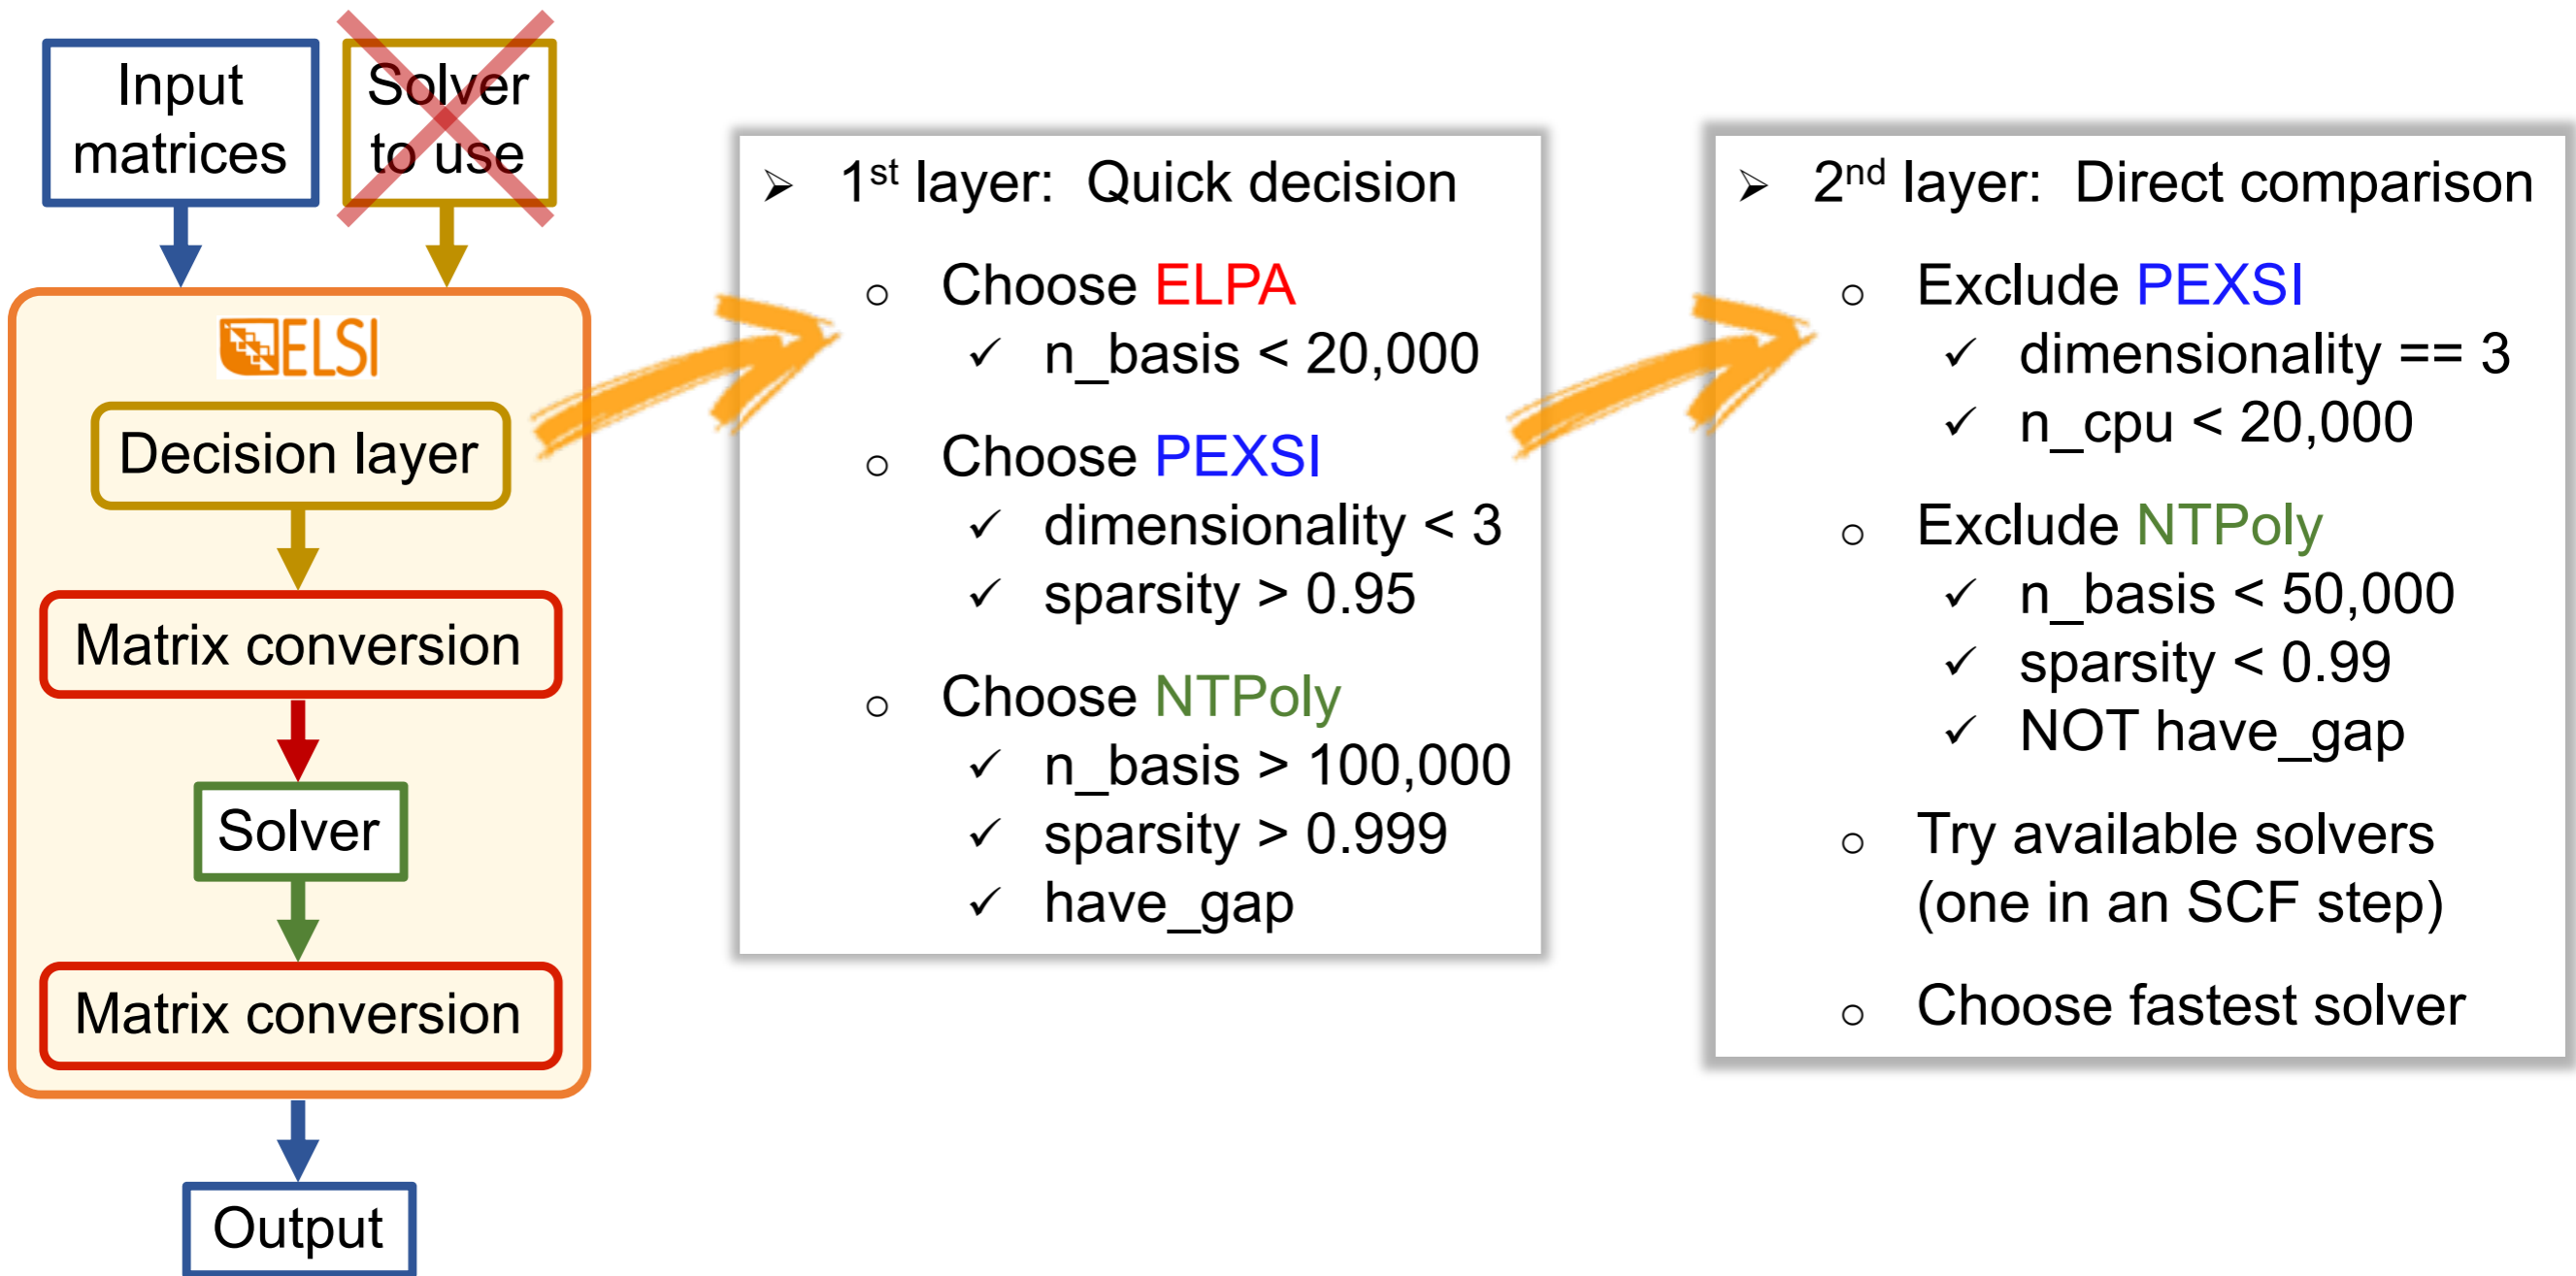 Input
matrices
Solver
to use
ELSI
Decision layer
Matrix conversion
Solver
Matrix conversion
Output
➢ 1st layer: Quick decision
○ Choose ELPA
✓ n_basis < 20,000
○ Choose PEXSI
✓ dimensionality < 3
✓ sparsity > 0.95
○ Choose NTPoly
✓ n_basis > 100,000
✓ sparsity > 0.999
✓ have_gap
➢ 2nd layer: Direct comparison
○ Exclude PEXSI
✓ dimensionality == 3
✓ n_cpu < 20,000
○ Exclude NTPoly
✓ n_basis < 50,000
✓ sparsity < 0.99
✓ NOT have_gap
○ Try available solvers
(one in an SCF step)
○ Choose fastest solver